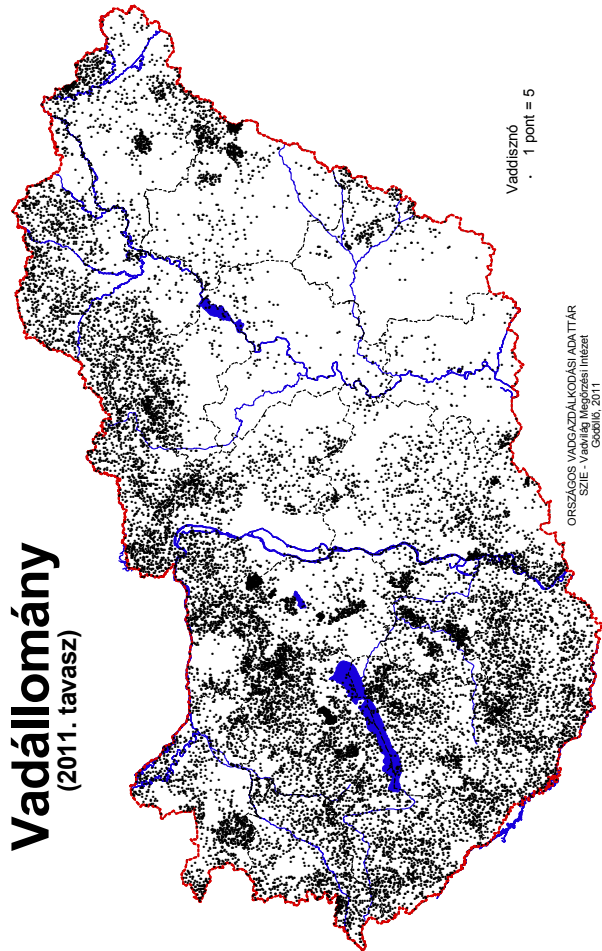 Vadállomány
(2011. tavasz)
Vaddisznó
. 1 pont = 5
ORSZÁGOS VADGAZDÁLKODÁSI ADATTÁR
SZIE - Vadvilág Megőrzési Intézet
Gödöllő, 2011